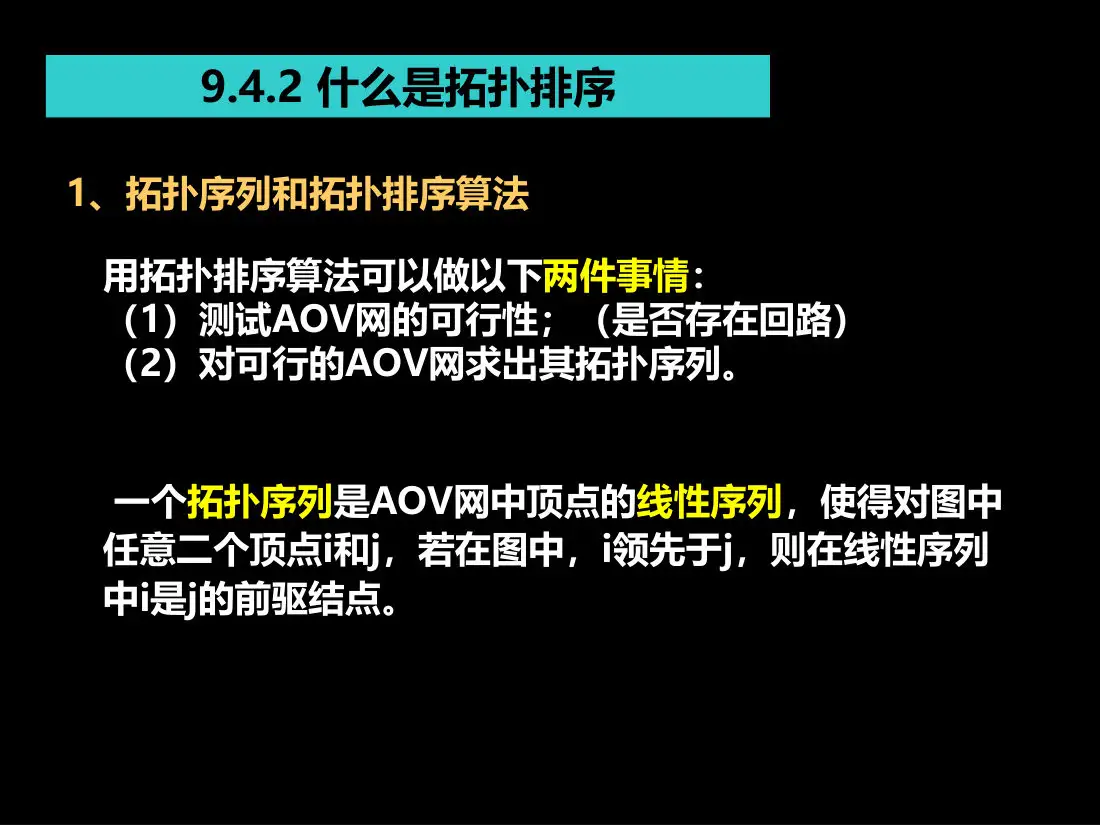 9.4.2 什么是拓扑排序
1、拓扑序列和拓扑排序算法
用拓扑排序算法可以做以下两件事情：
（1）测试AOV网的可行性；（是否存在回路）
（2）对可行的AOV网求出其拓扑序列。
一个拓扑序列是AOV网中顶点的线性序列，使得对图中
任意二个顶点i和j，若在图中，i领先于j，则在线性序列
中i是j的前驱结点。